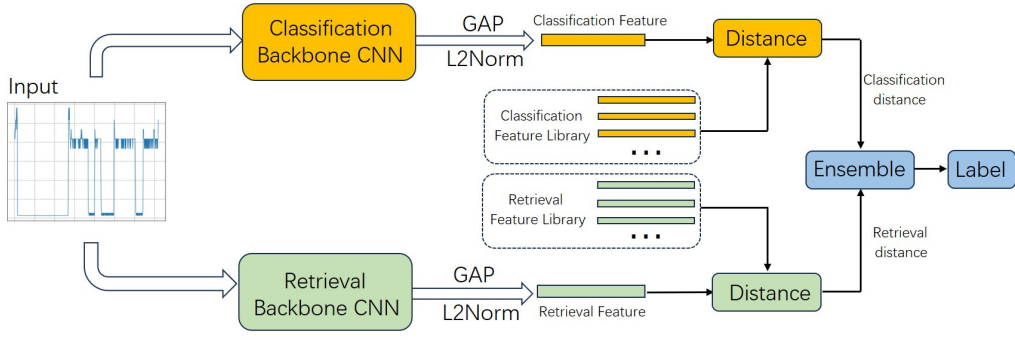 Input
Classification
Backbone CNN
GAP
L2Norm
Classification Feature
Distance
Classification
Feature Library
...
Classification
distance
Ensemble
Label
Retrieval
Feature Library
...
Retrieval
distance
Retrieval
Backbone CNN
GAP
L2Norm
Retrieval Feature
Distance